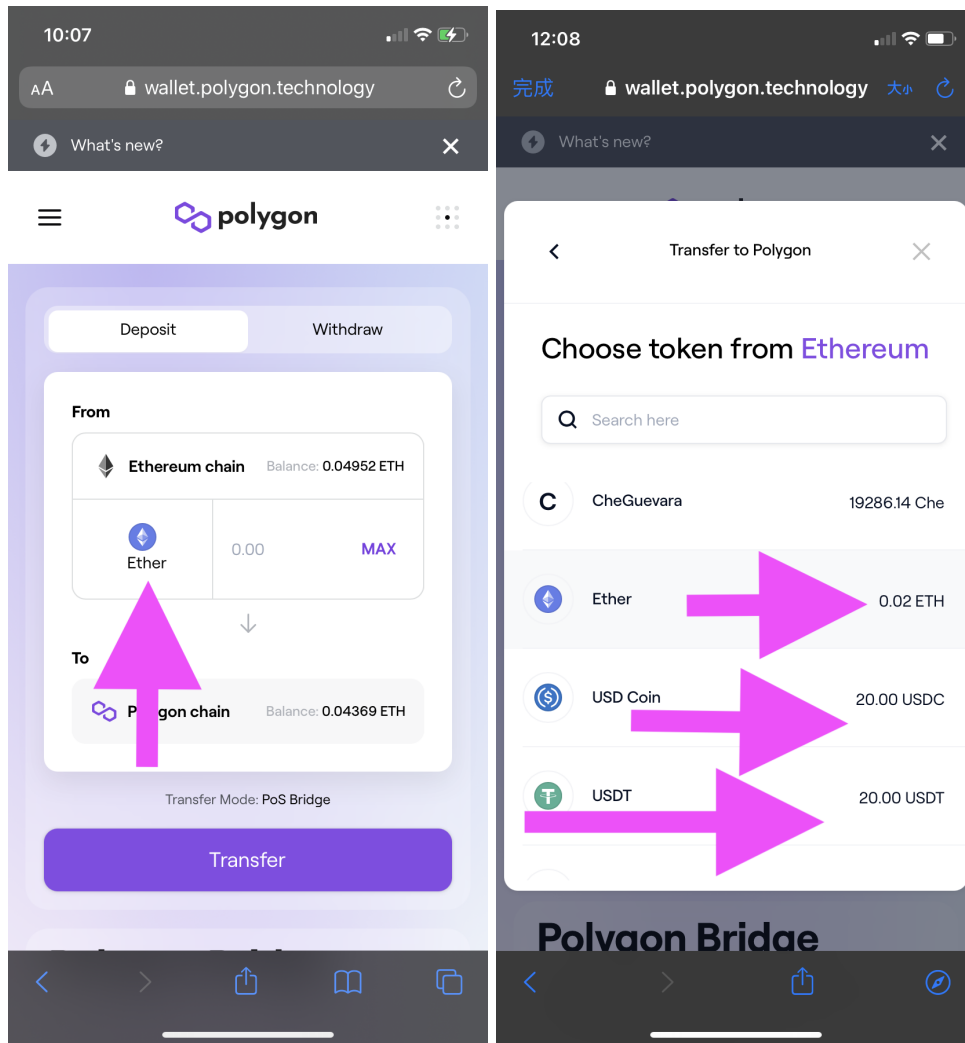 10:07
AA
wallet.polygon.technology
What's new?
polygon
Deposit
Withdraw
From
Ethereum chain
Balance: 0.04952 ETH
Ether
0.00
MAX
To
Polygon chain
Balance: 0.04369 ETH
Transfer Mode: PoS Bridge
Transfer
12:08
完成
wallet.polygon.technology
大小
What's new?
Transfer to Polygon
Choose token from Ethereum
Search here
C
CheGuevara
19286.14 Che
Ether
0.02 ETH
USD Coin
20.00 USDC
USDT
20.00 USDT
Polygon Bridge